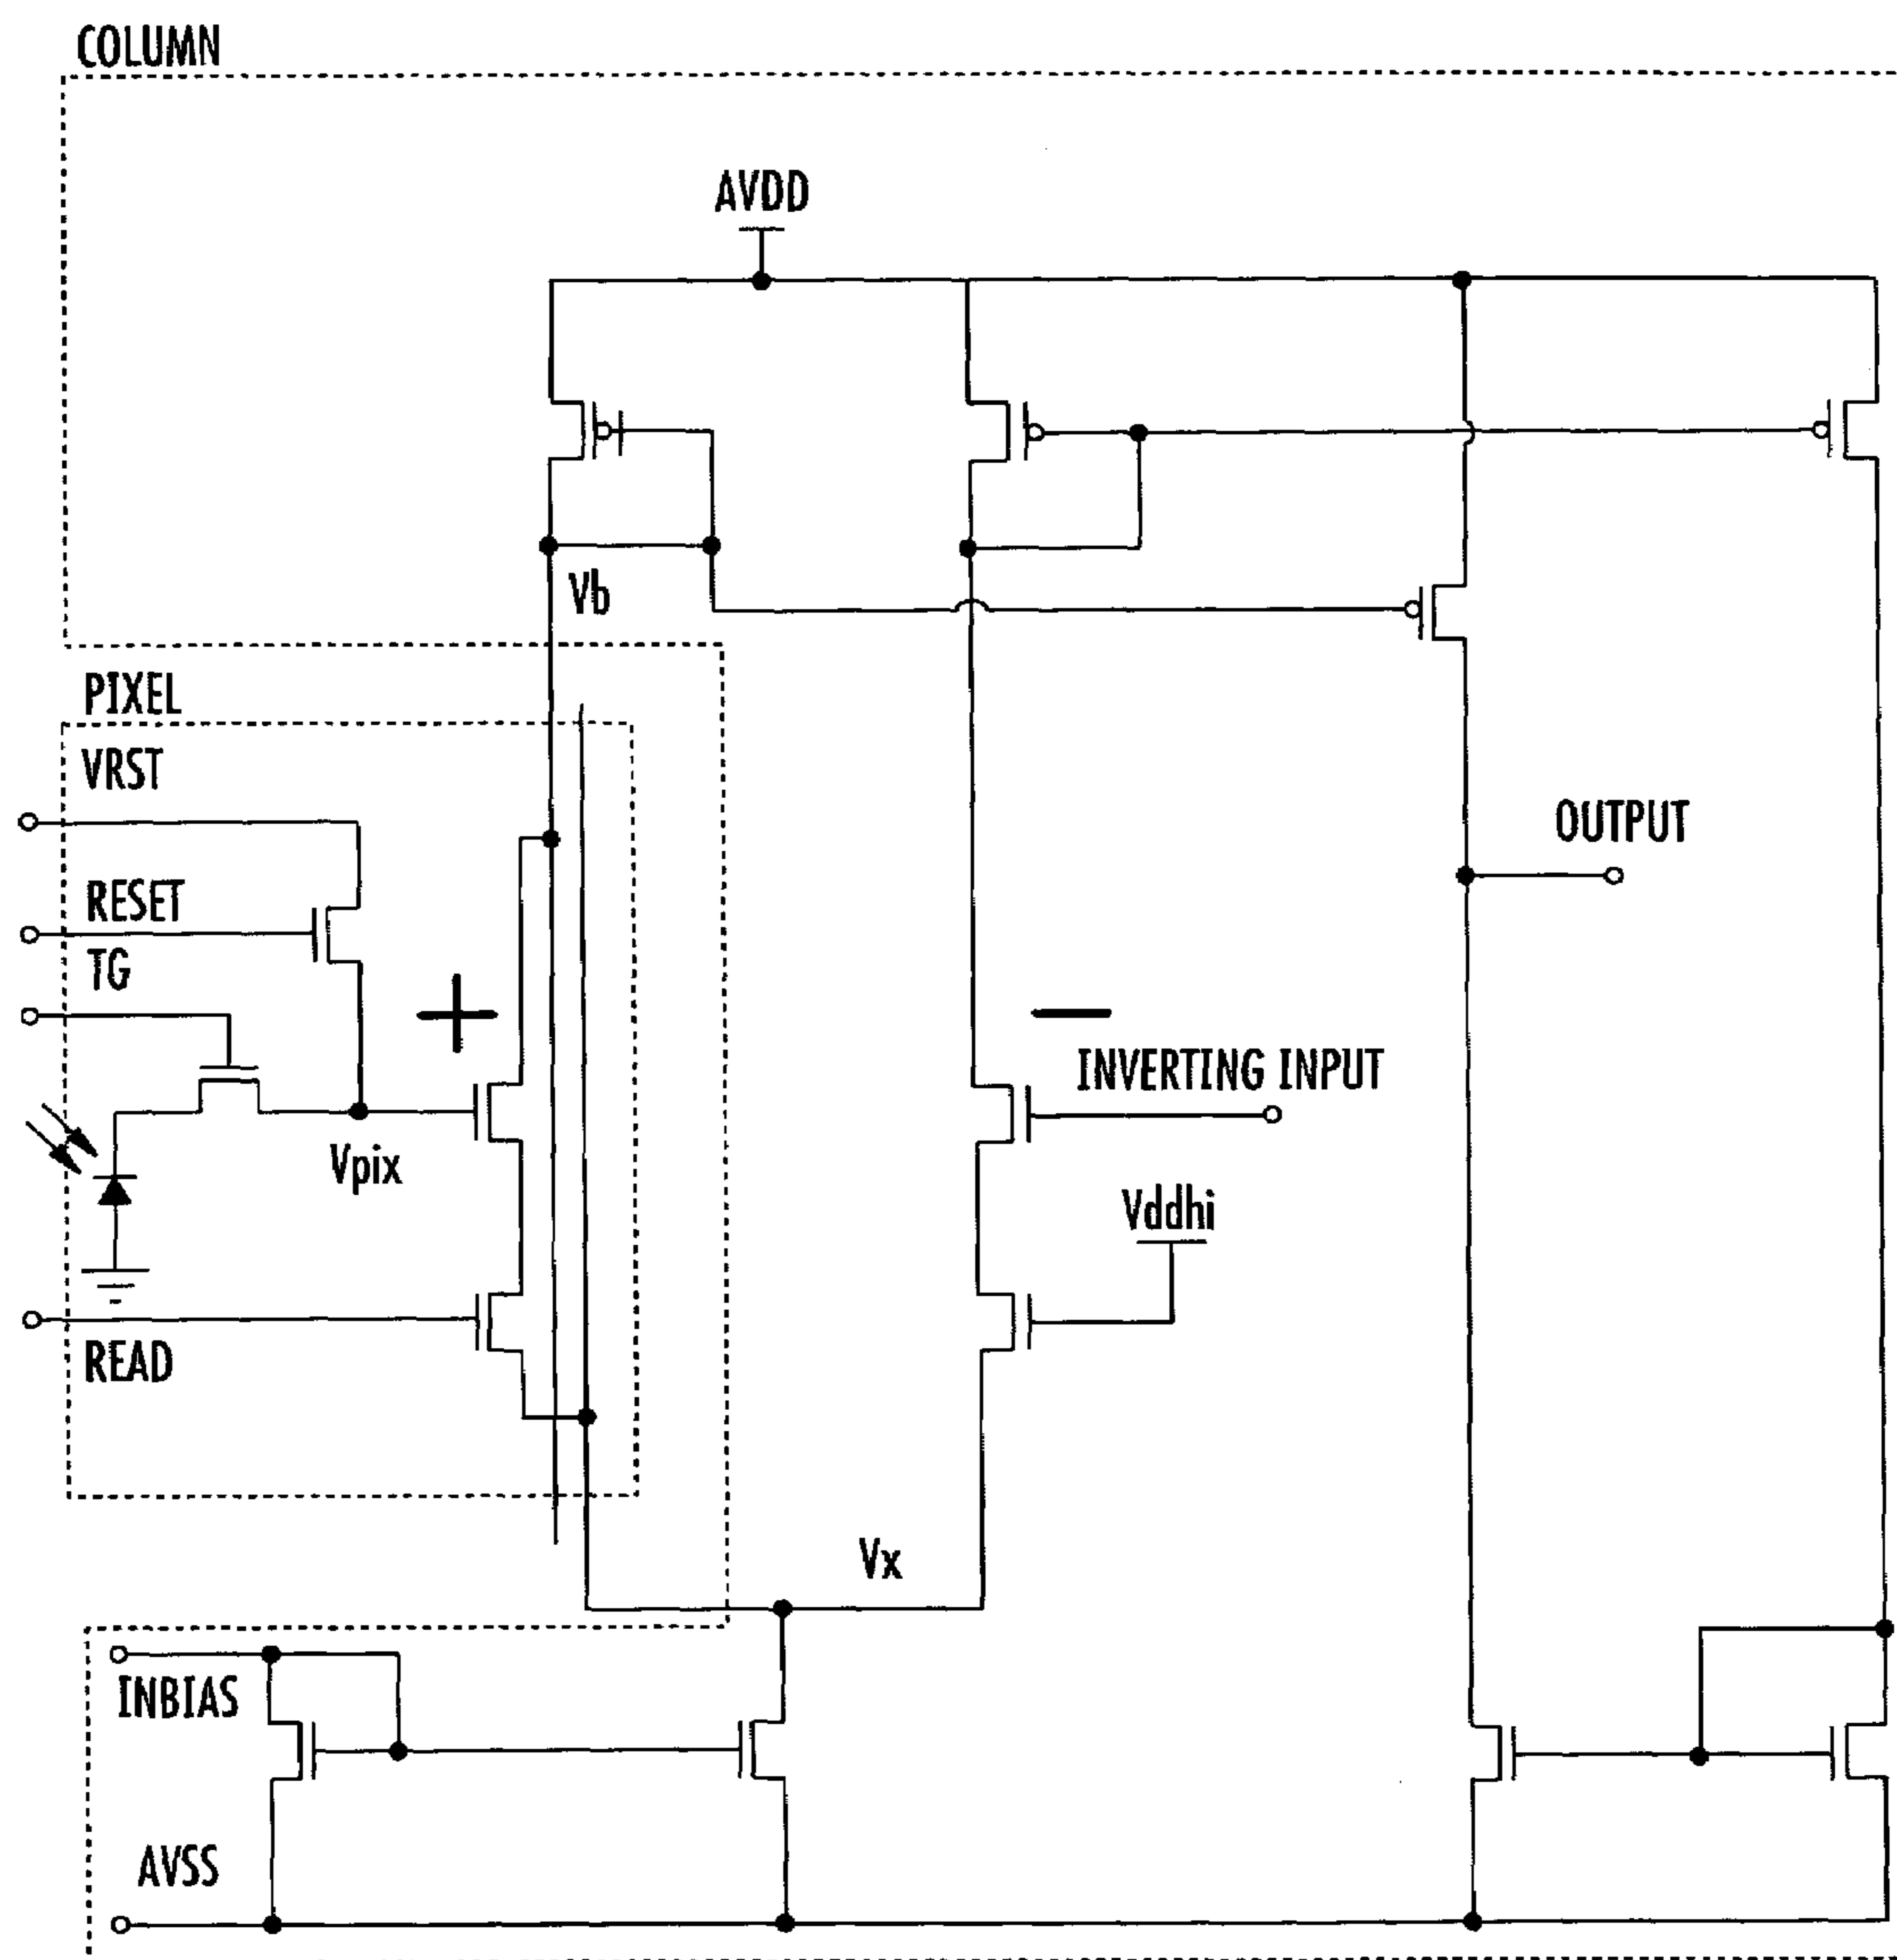 COLUMN
AVDD
Vb
PIXEL
VRST
OUTPUT
RESET
TG
+
−
INVERTING INPUT
Vpix
Vddhi
READ
Vx
INBIAS
AVSS